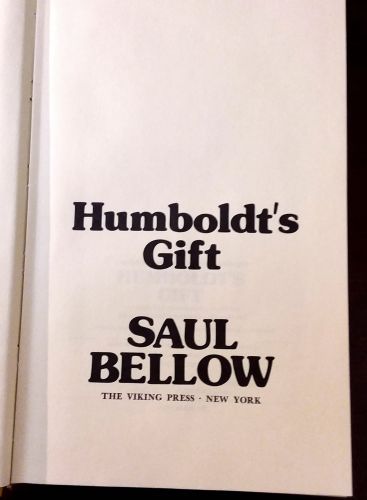 Humboldt's
Gift
SAUL
BELLOW
THE VIKING PRESS · NEW YORK